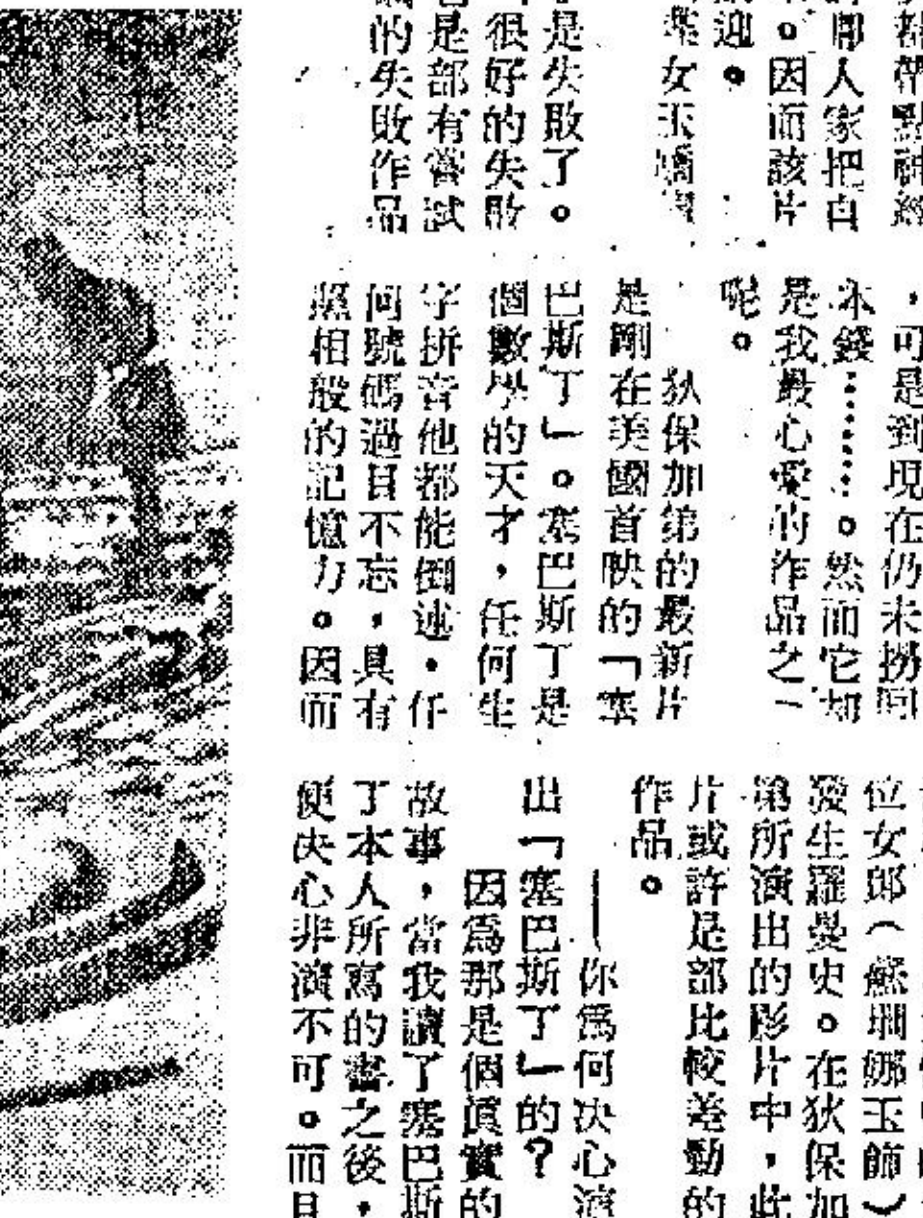 都帶點神經
人家把白
。因而該片
迎。
女玉嬌
是失敗了。
很好的失敗
是部有嘗試
的失敗作品
，可是到現在仍未撈回
本錢………。然而它却
是我最心愛的作品之一
呢。
狄保加第的最新片
是剛在美國首映的「塞
巴斯丁」。塞巴斯丁是
個數學的天才，任何生
字拼音他都能倒述，任
何號碼過目不忘，具有
照相般的記憶力。因而
位女郎（蘇珊娜玉飾）
發生羅曼史。在狄保加
第所演出的影片中，此
片或許是部比較差勁的
作品。
——你爲何決心演
出「塞巴斯丁」的？
因爲那是個眞實的
故事，當我讀了塞巴斯
丁本人所寫的書之後，
便決心非演不可。而且